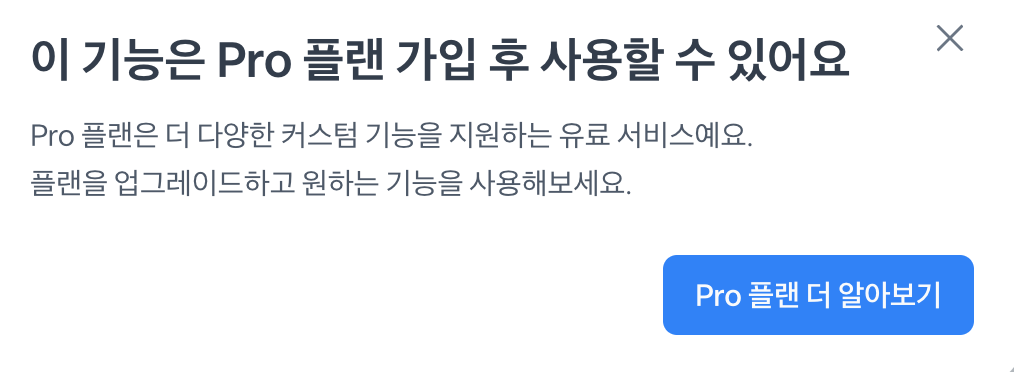 이 기능은 Pro 플랜 가입 후 사용할 수 있어요
Pro 플랜은 더 다양한 커스텀 기능을 지원하는 유료 서비스예요.
플랜을 업그레이드하고 원하는 기능을 사용해보세요.
Pro 플랜 더 알아보기